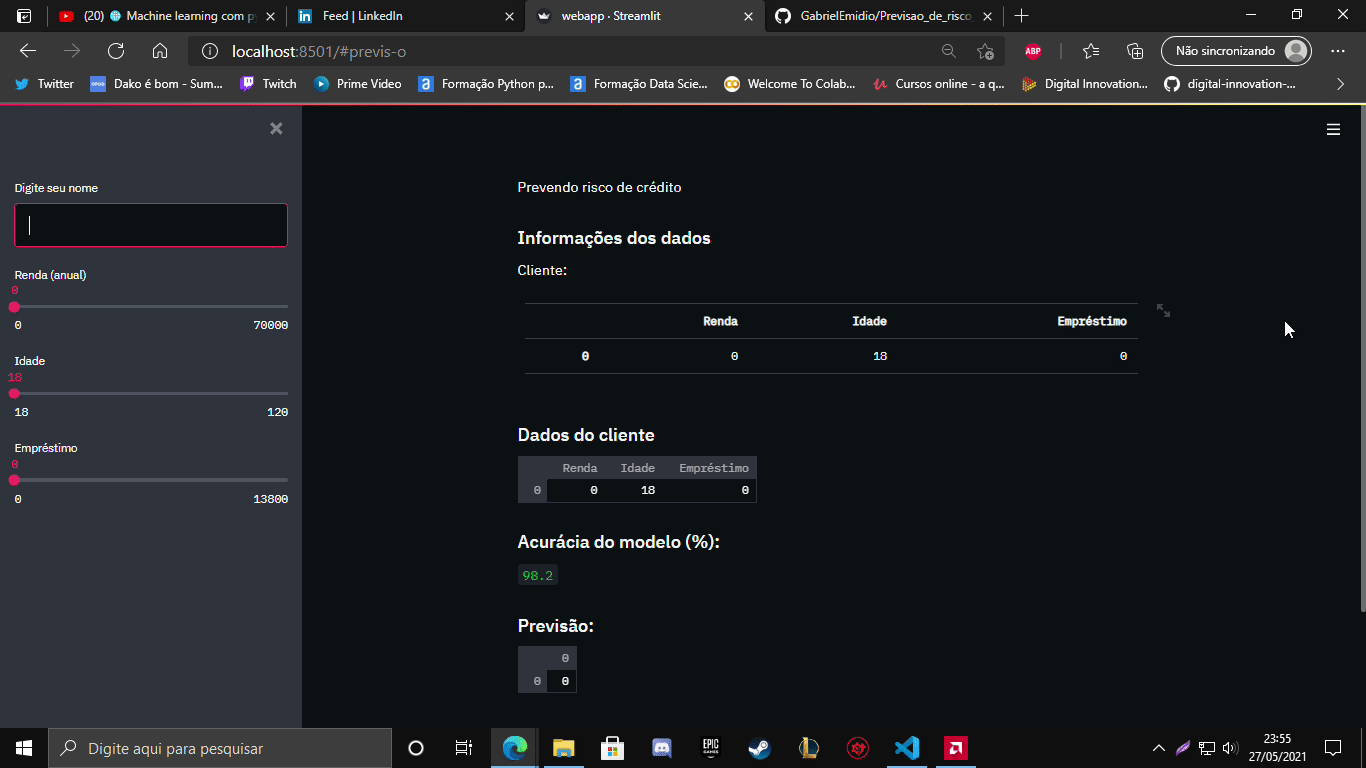 (20) Machine learning com p
Feed | LinkedIn
webapp · Streamlit
GabrielEmidio/Previsao_de_risco
localhost:8501/#previs-o
ABP
Não sincronizando
Twitter
Dako é bom - Sum...
Twitch
Prime Video
Formação Python p...
Formação Data Scie...
Welcome To Colab...
Cursos online - a q...
Digital Innovation...
digital-innovation-...
Digite seu nome
Renda (anual)
0
0 70000
Idade
18
18 120
Empréstimo
0
0 13800
Prevendo risco de crédito
Informações dos dados
Cliente:
Renda Idade Empréstimo
0 0 18 0
Dados do cliente
Renda Idade Empréstimo
0 0 18 0
Acurácia do modelo (%):
98.2
Previsão:
0
0 0
Digite aqui para pesquisar
EPIC
GAMES
23:55
27/05/2021